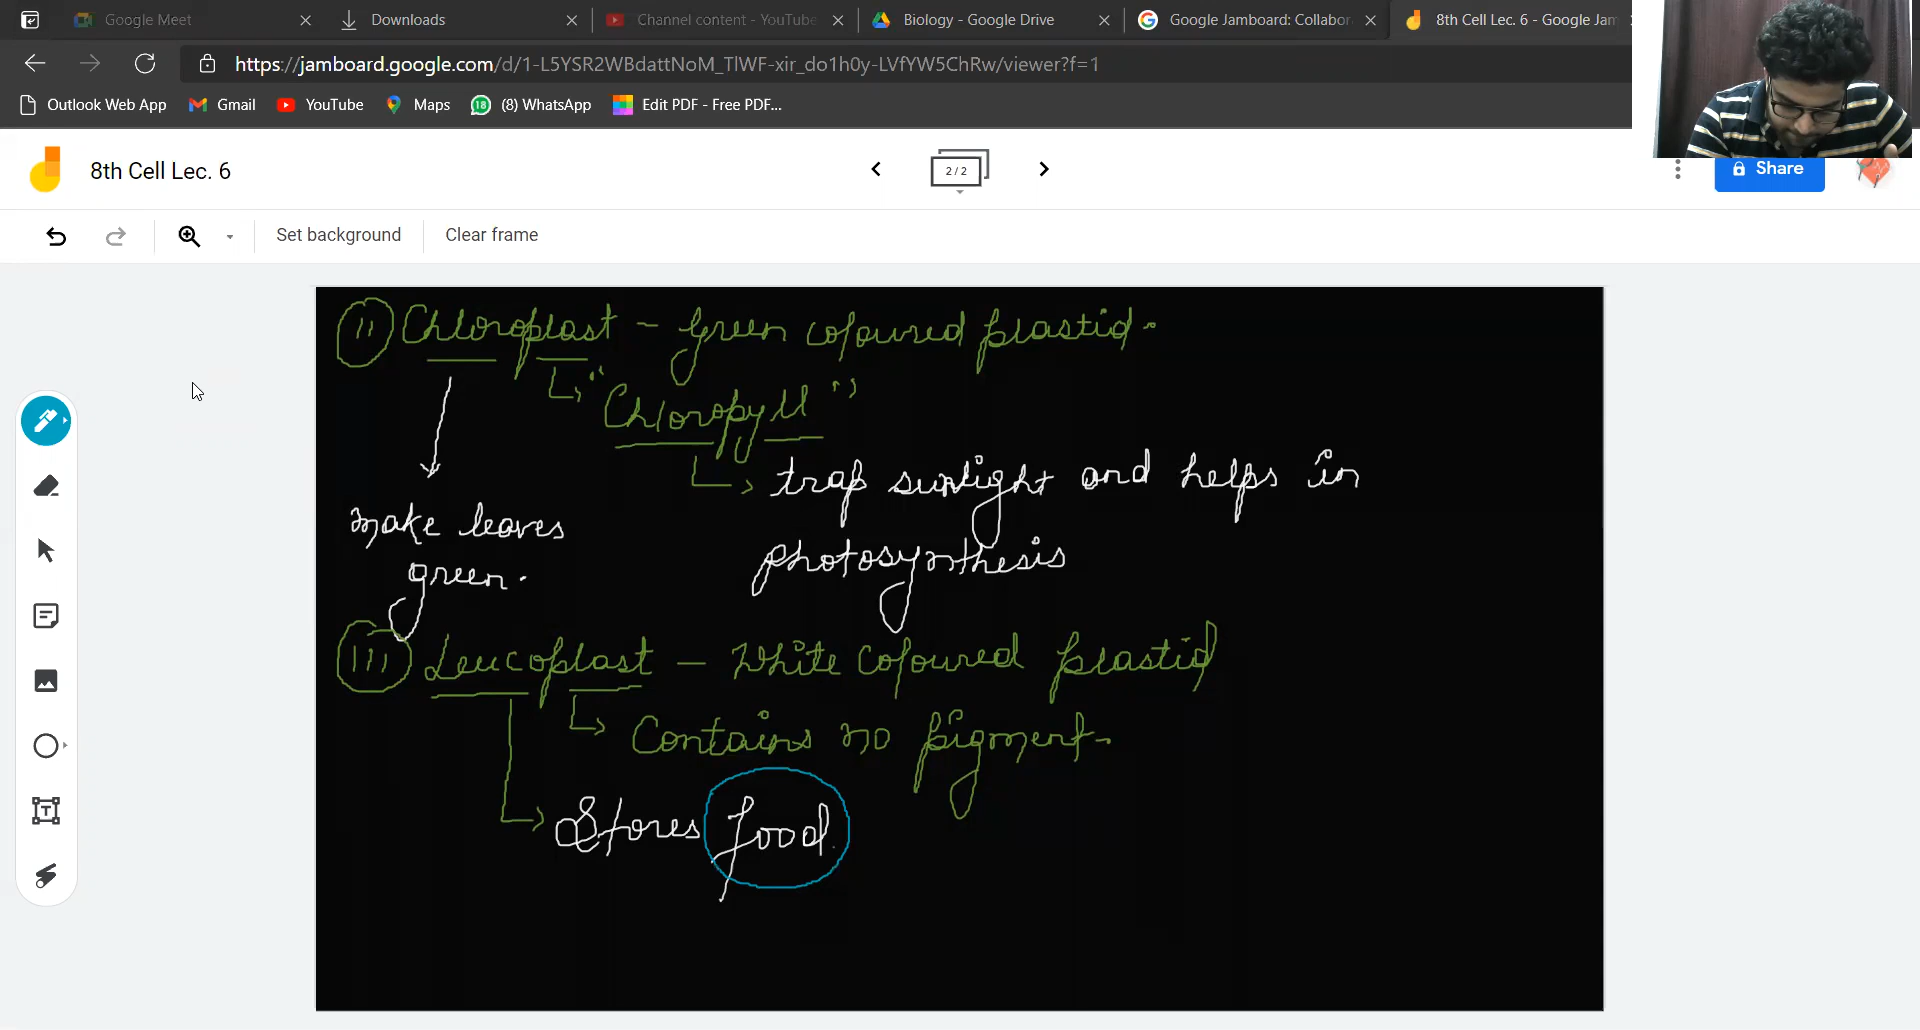 Google Meet
Downloads
Channel content - YouTube
Biology - Google Drive
Google Jamboard: Collabor
8th Cell Lec. 6 - Google Jam
https://jamboard.google.com/d/1-L5YSR2WBdattNoM_TlWF-xir_do1h0y-LVfYW5ChRw/viewer?f=1
Outlook Web App
Gmail
YouTube
Maps
18
(8) WhatsApp
Edit PDF - Free PDF...
8th Cell Lec. 6
2 / 2
Share
Set background
Clear frame
II Chloroplast - Green coloured plastid.
"Chloropyll"
trap sunlight and helps in
photosynthesis
make leaves
green.
III Leucoplast - White coloured plastid
Contains no pigment.
Stores food.